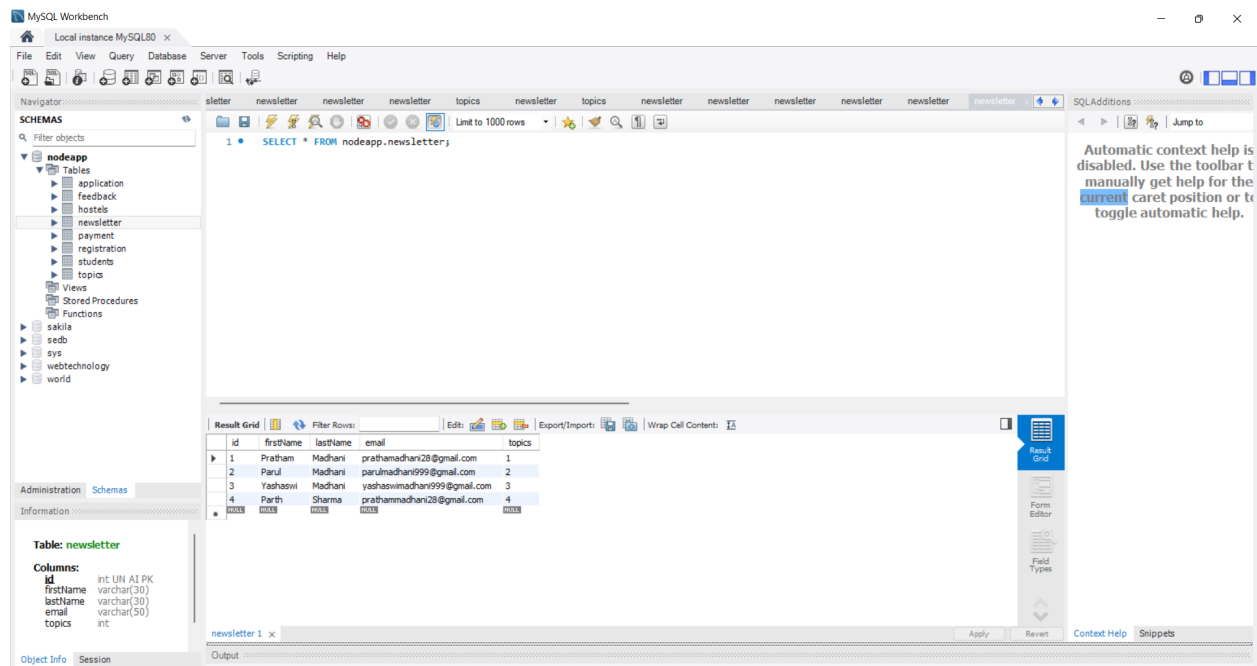 MySQL Workbench
Local instance MySQL80
File Edit View Query Database Server Tools Scripting Help
Navigator
SCHEMAS
Filter objects
nodeapp
Tables
application
feedback
hostels
newsletter
payment
registration
students
topics
Views
Stored Procedures
Functions
sakila
sedb
sys
webtechnology
world
Administration Schemas
Information
Table: newsletter
Columns:
id int UN AI PK
firstName varchar(30)
lastName varchar(30)
email varchar(50)
topics int
Object Info Session
sletter newsletter newsletter newsletter topics newsletter topics newsletter newsletter newsletter newsletter newsletter newsletter
Limit to 1000 rows
1 SELECT * FROM nodeapp.newsletter;
Result Grid Filter Rows: Edit: Export/Import: Wrap Cell Content:
id firstName lastName email topics
1 Pratham Madhani prathamadhani28@gmail.com 1
2 Parul Madhani parulmadhani999@gmail.com 2
3 Yashaswi Madhani yashaswimadhani999@gmail.com 3
4 Parth Sharma prathammadhani28@gmail.com 4
NULL NULL NULL NULL NULL
Result Grid
Form Editor
Field Types
newsletter 1 Apply Revert
Output
SQLAdditions
Jump to
Automatic context help is
disabled. Use the toolbar t
manually get help for the
current caret position or to
toggle automatic help.
Context Help Snippets